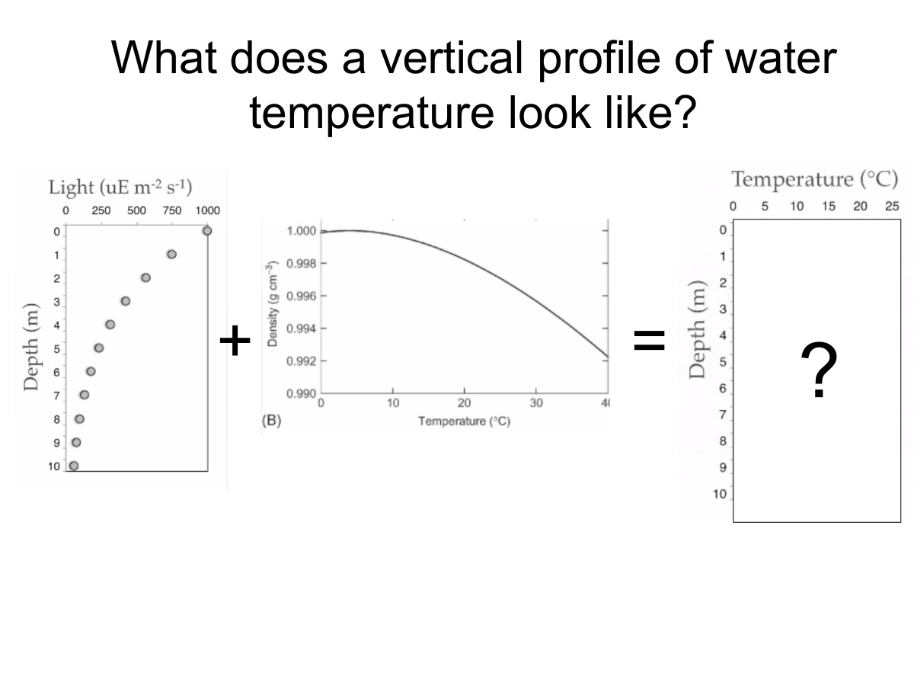 What does a vertical profile of water
temperature look like?
Light (uE m-2 s-1)
0 250 500 750 1000
0
1
2
3
4
5
6
7
8
9
10
Depth (m)
+
1.000
0.998
0.996
0.994
0.992
0.990
Density (g cm⁻³)
0 10 20 30 40
(B)
Temperature (°C)
=
Temperature (°C)
0 5 10 15 20 25
0
1
2
3
4
5
6
7
8
9
10
Depth (m)
?